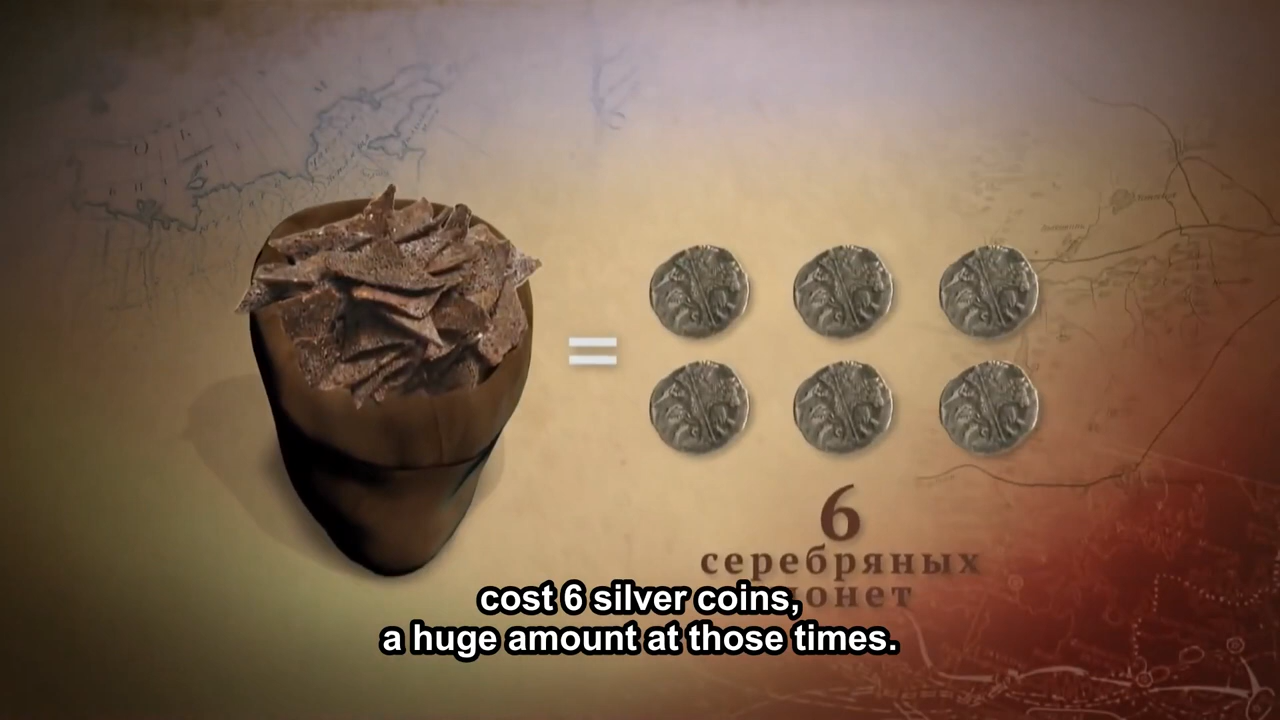 6
серебряных
cost 6 silver coins,
a huge amount at those times.